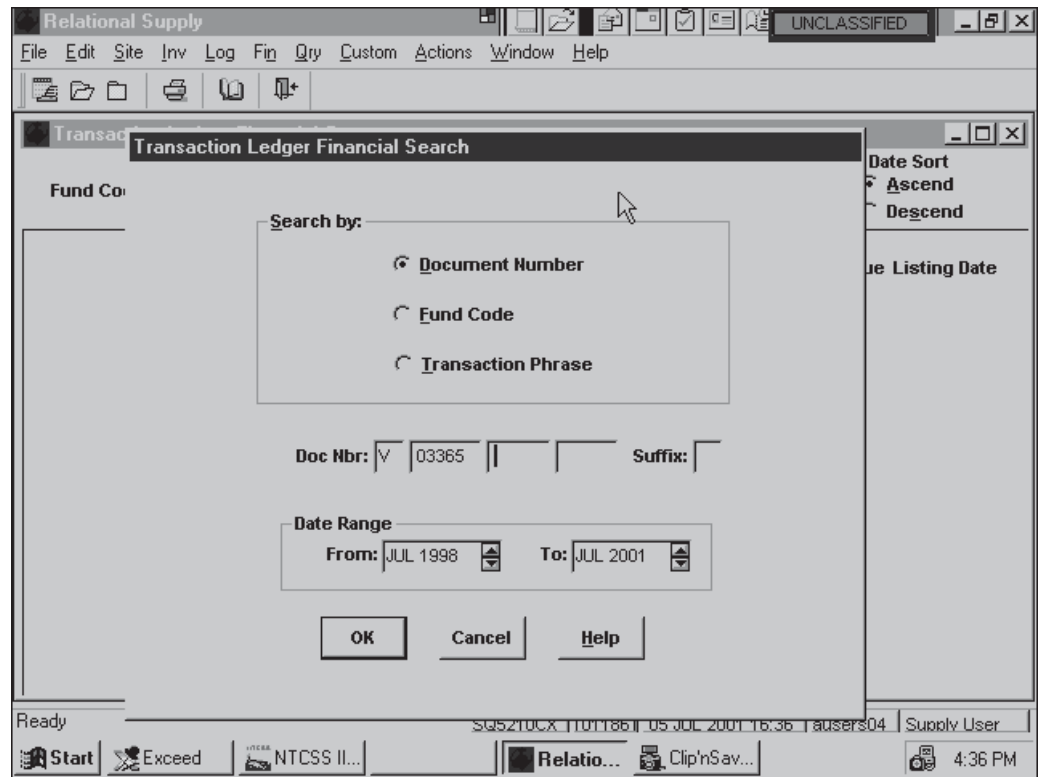 Relational Supply UNCLASSIFIED
File Edit Site Inv Log Fin Qry Custom Actions Window Help
Transaction Ledger Financial Search
Date Sort
Ascend
Descend
Fund Co
Search by:
Document Number
Fund Code
Transaction Phrase
ue Listing Date
Doc Nbr: V 03365 Suffix:
Date Range
From: JUL 1998 To: JUL 2001
OK Cancel Help
Ready SQ5210CX 05 JUL 2001 16:36 ausers04 Supply User
Start Exceed NTCSS II... Relatio... Clip'nSav... 4:36 PM